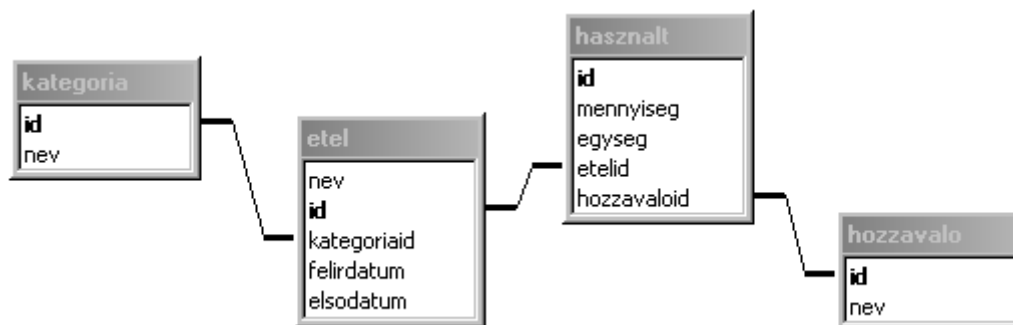 kategoria
id
nev
etel
nev
id
kategoriaid
felirdatum
elsodatum
hasznalt
id
mennyiseg
egyseg
etelid
hozzavaloid
hozzavalo
id
nev